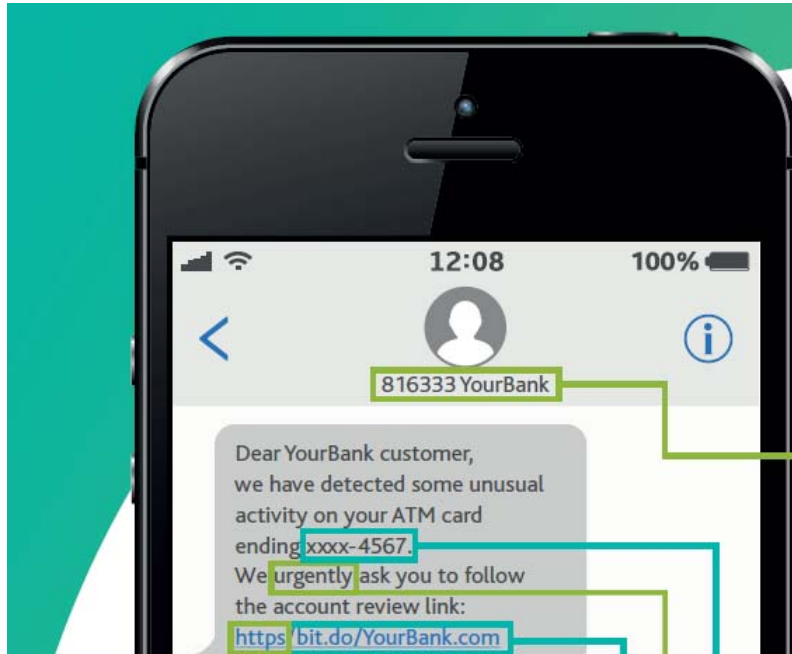 12:08 100%
816333 YourBank
Dear YourBank customer,
we have detected some unusual
activity on your ATM card
ending xxxx-4567.
We urgently ask you to follow
the account review link:
https/bit.do/YourBank.com